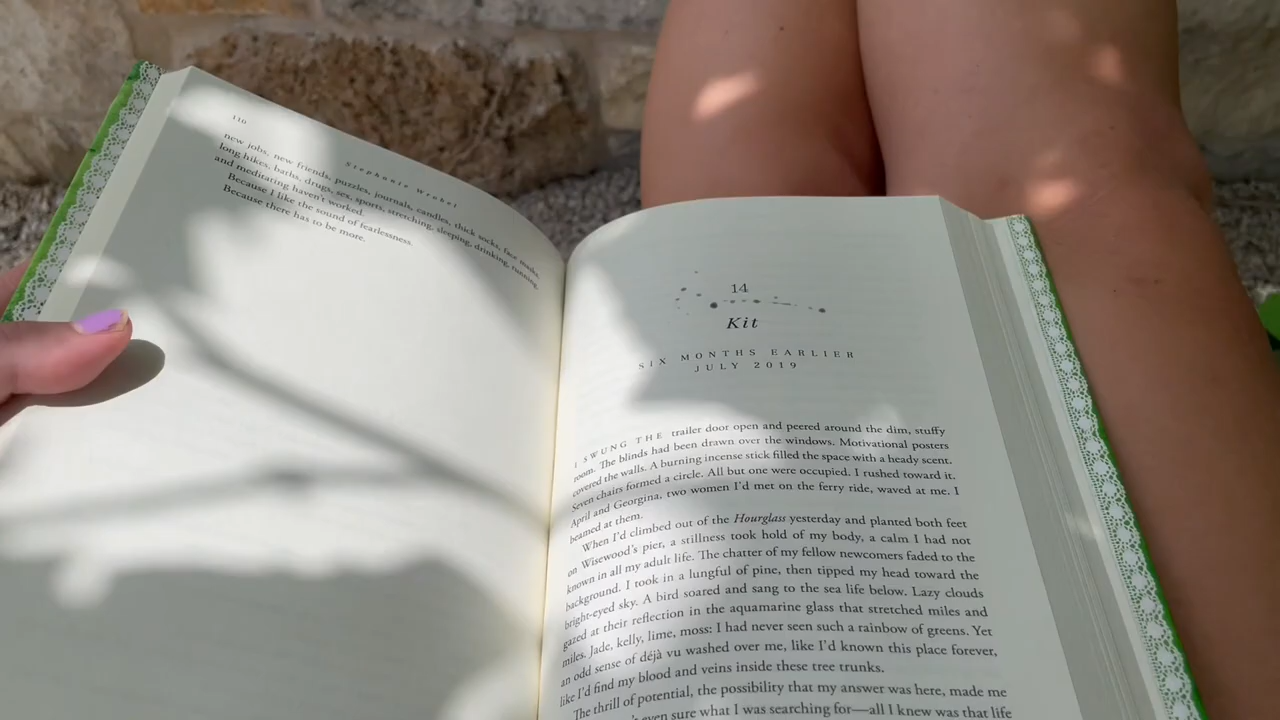 110
Stephanie Wrobel
new jobs, new friends, puzzles, journals, candles, thick socks, face masks,
long hikes, baths, drugs, sex, sports, stretching, sleeping, drinking, running,
and meditating haven't worked.
Because I like the sound of fearlessness.
Because there has to be more.
14
Kit
SIX MONTHS EARLIER
JULY 2019
I SWUNG THE trailer door open and peered around the dim, stuffy
room. The blinds had been drawn over the windows. Motivational posters
covered the walls. A burning incense stick filled the space with a heady scent.
Seven chairs formed a circle. All but one were occupied. I rushed toward it.
April and Georgina, two women I'd met on the ferry ride, waved at me. I
beamed at them.
When I'd climbed out of the Hourglass yesterday and planted both feet
on Wisewood's pier, a stillness took hold of my body, a calm I had not
known in all my adult life. The chatter of my fellow newcomers faded to the
background. I took in a lungful of pine, then tipped my head toward the
bright-eyed sky. A bird soared and sang to the sea life below. Lazy clouds
gazed at their reflection in the aquamarine glass that stretched miles and
miles. Jade, kelly, lime, moss: I had never seen such a rainbow of greens. Yet
an odd sense of déjà vu washed over me, like I'd known this place forever,
like I'd find my blood and veins inside these tree trunks.
The thrill of potential, the possibility that my answer was here, made me
even sure what I was searching for—all I knew was that life